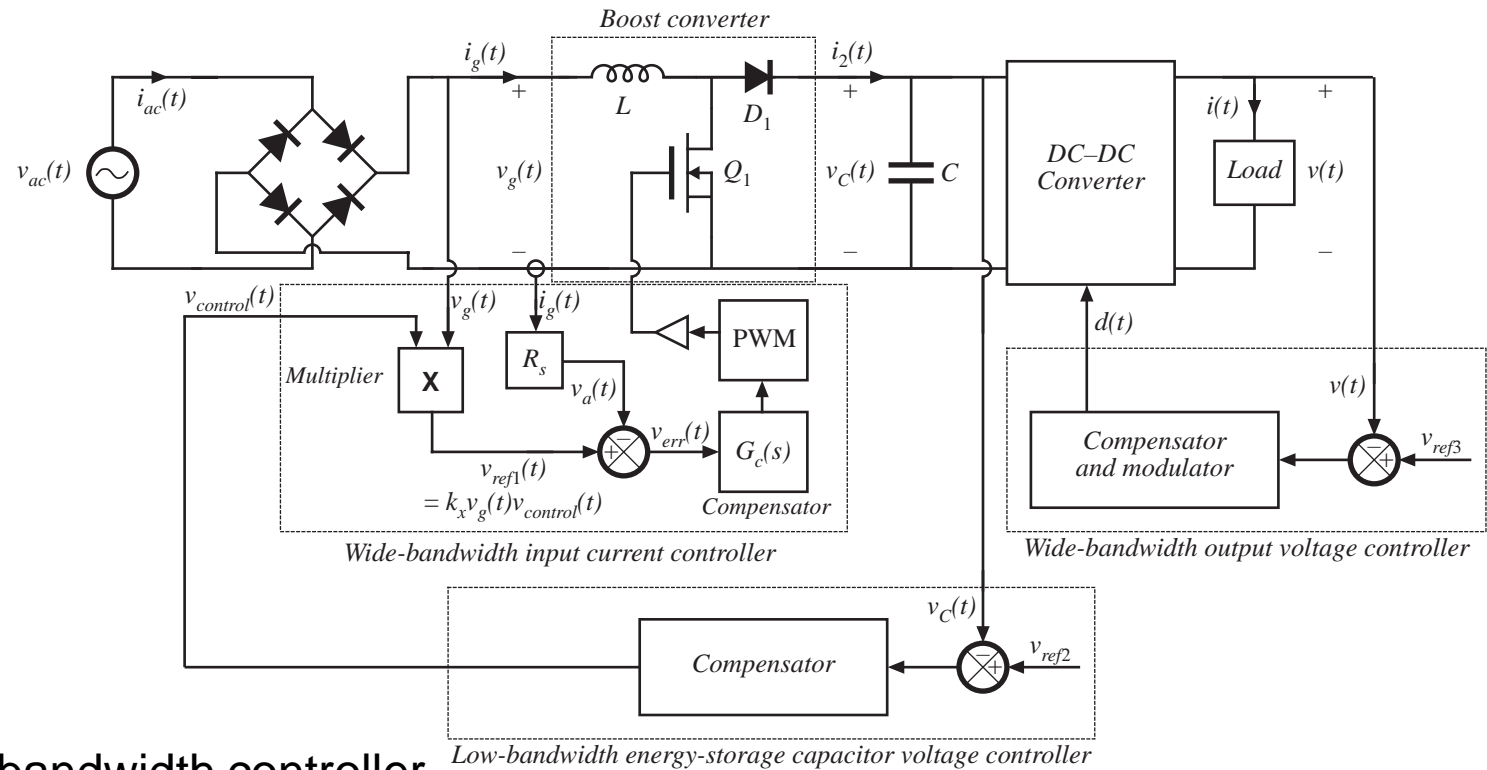 Boost converter
i_g(t)
i_2(t)
i_ac(t)
+
L
D_1
+
i(t)
+
v_ac(t)
v_g(t)
Q_1
v_C(t)
C
DC–DC
Converter
Load
v(t)
–
–
–
v_control(t)
v_g(t)
i_g(t)
d(t)
Multiplier
X
R_s
PWM
v_a(t)
v(t)
–
+
v_err(t)
G_c(s)
v_ref1(t)
= k_x v_g(t)v_control(t)
Compensator
Compensator
and modulator
–
+
v_ref3
Wide-bandwidth input current controller
Wide-bandwidth output voltage controller
v_C(t)
Compensator
–
+
v_ref2
Low-bandwidth energy-storage capacitor voltage controller